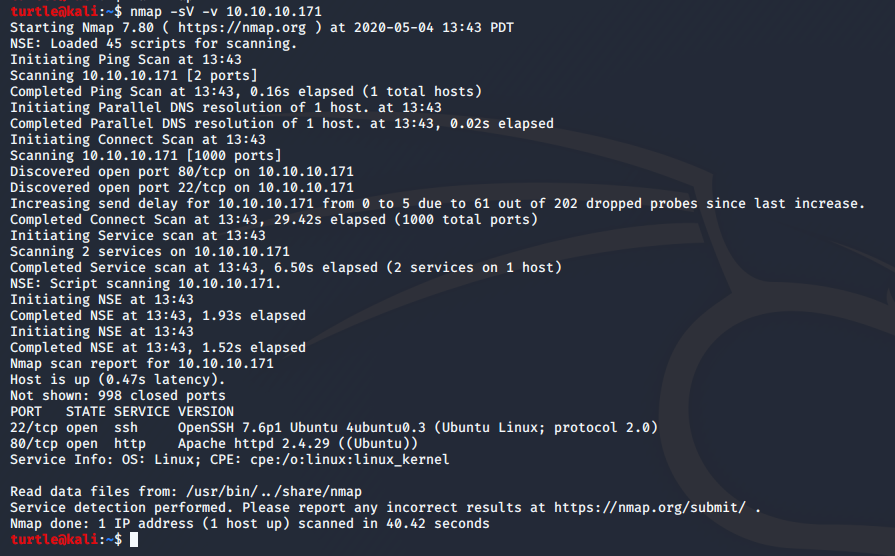 turtle@kali:~$ nmap -sV -v 10.10.10.171
Starting Nmap 7.80 ( https://nmap.org ) at 2020-05-04 13:43 PDT
NSE: Loaded 45 scripts for scanning.
Initiating Ping Scan at 13:43
Scanning 10.10.10.171 [2 ports]
Completed Ping Scan at 13:43, 0.16s elapsed (1 total hosts)
Initiating Parallel DNS resolution of 1 host. at 13:43
Completed Parallel DNS resolution of 1 host. at 13:43, 0.02s elapsed
Initiating Connect Scan at 13:43
Scanning 10.10.10.171 [1000 ports]
Discovered open port 80/tcp on 10.10.10.171
Discovered open port 22/tcp on 10.10.10.171
Increasing send delay for 10.10.10.171 from 0 to 5 due to 61 out of 202 dropped probes since last increase.
Completed Connect Scan at 13:43, 29.42s elapsed (1000 total ports)
Initiating Service scan at 13:43
Scanning 2 services on 10.10.10.171
Completed Service scan at 13:43, 6.50s elapsed (2 services on 1 host)
NSE: Script scanning 10.10.10.171.
Initiating NSE at 13:43
Completed NSE at 13:43, 1.93s elapsed
Initiating NSE at 13:43
Completed NSE at 13:43, 1.52s elapsed
Nmap scan report for 10.10.10.171
Host is up (0.47s latency).
Not shown: 998 closed ports
PORT   STATE SERVICE VERSION
22/tcp open  ssh     OpenSSH 7.6p1 Ubuntu 4ubuntu0.3 (Ubuntu Linux; protocol 2.0)
80/tcp open  http    Apache httpd 2.4.29 ((Ubuntu))
Service Info: OS: Linux; CPE: cpe:/o:linux:linux_kernel
Read data files from: /usr/bin/../share/nmap
Service detection performed. Please report any incorrect results at https://nmap.org/submit/ .
Nmap done: 1 IP address (1 host up) scanned in 40.42 seconds
turtle@kali:~$